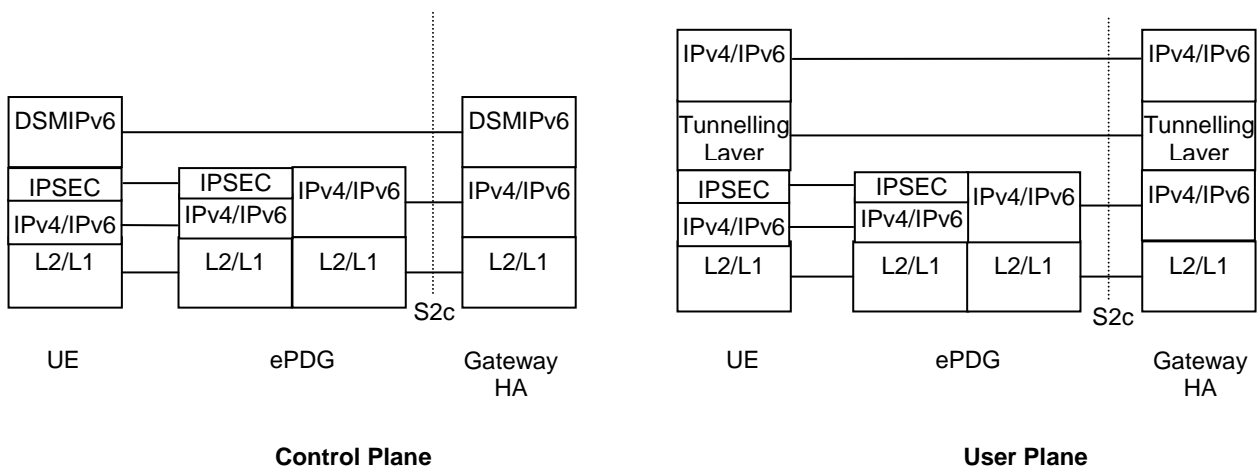 DSMIPv6
DSMIPv6
IPSEC
IPSEC
IPv4/IPv6
IPv4/IPv6
IPv4/IPv6
IPv4/IPv6
L2/L1
L2/L1
L2/L1
L2/L1
S2c
UE
ePDG
Gateway
HA
Control Plane
IPv4/IPv6
IPv4/IPv6
Tunnelling
Layer
Tunnelling
Layer
IPSEC
IPSEC
IPv4/IPv6
IPv4/IPv6
IPv4/IPv6
IPv4/IPv6
L2/L1
L2/L1
L2/L1
L2/L1
S2c
UE
ePDG
Gateway
HA
User Plane